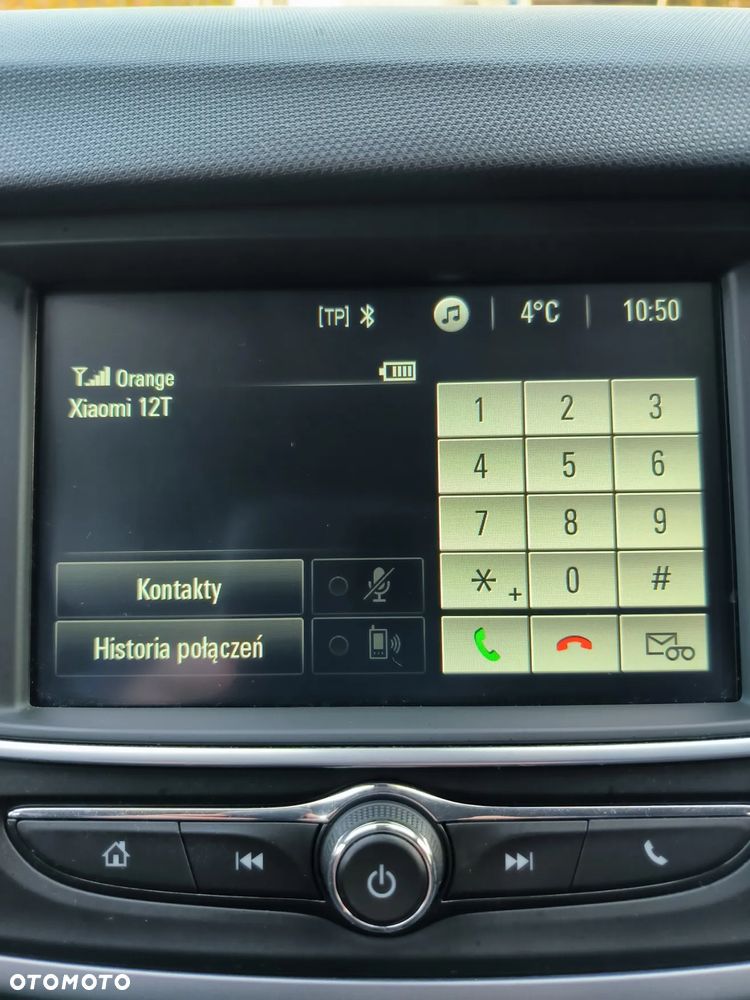 [TP] 4°C 10:50
Orange
Xiaomi 12T
1 2 3
4 5 6
7 8 9
* + 0 #
Kontakty
Historia połączeń
OTOMOTO